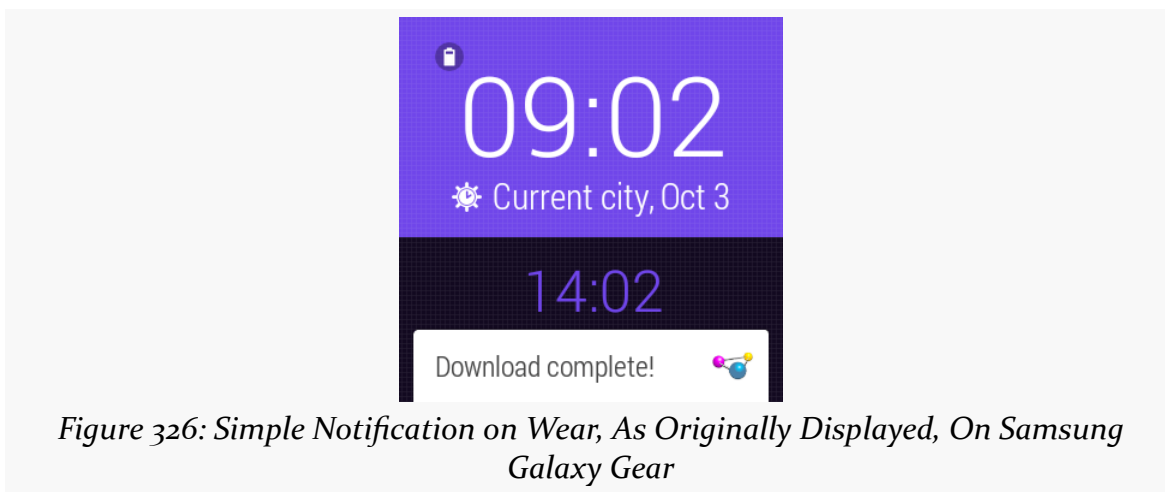 09:02
Current city, Oct 3
14:02
Download complete!
Figure 326: Simple Notification on Wear, As Originally Displayed, On Samsung
Galaxy Gear